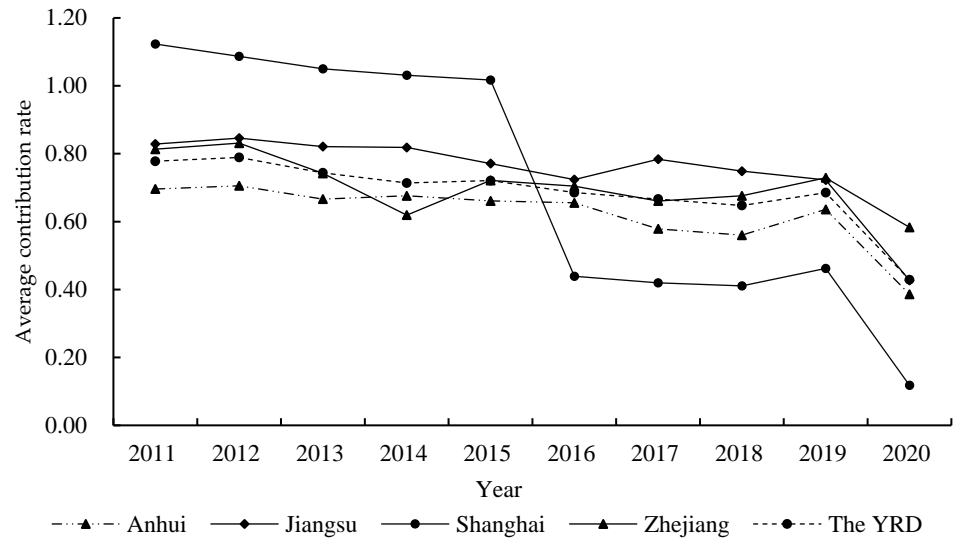 1.20
1.00
0.80
0.60
0.40
0.20
0.00
Average contribution rate
2011 2012 2013 2014 2015 2016 2017 2018 2019 2020
Year
Anhui Jiangsu Shanghai Zhejiang The YRD